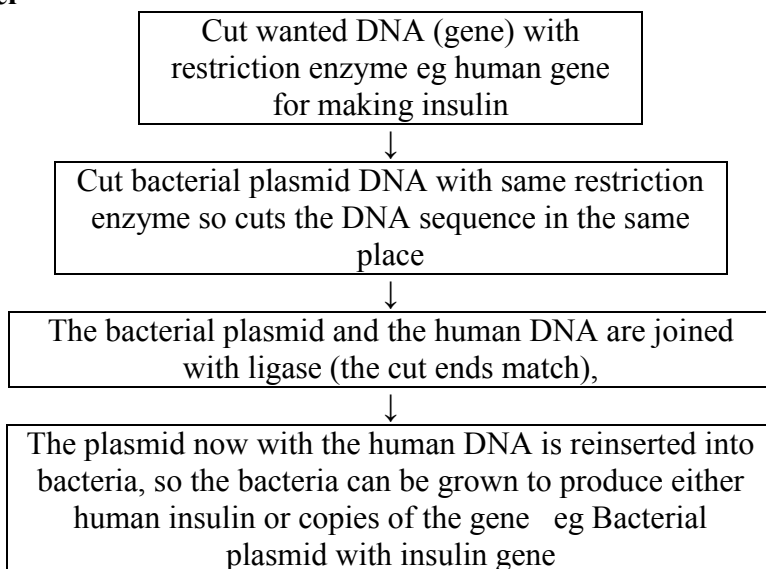 Cut wanted DNA (gene) with
restriction enzyme eg human gene
for making insulin
↓
Cut bacterial plasmid DNA with same restriction
enzyme so cuts the DNA sequence in the same
place
↓
The bacterial plasmid and the human DNA are joined
with ligase (the cut ends match),
↓
The plasmid now with the human DNA is reinserted into
bacteria, so the bacteria can be grown to produce either
human insulin or copies of the gene eg Bacterial
plasmid with insulin gene